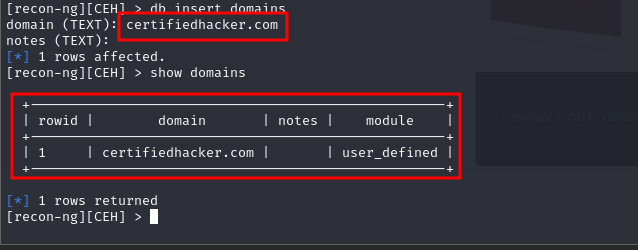 [recon-ng][CEH] > db insert domains
domain (TEXT): certifiedhacker.com
notes (TEXT):
[*] 1 rows affected.
[recon-ng][CEH] > show domains
| rowid | domain | notes | module |
| 1 | certifiedhacker.com | | user_defined |
[*] 1 rows returned
[recon-ng][CEH] >